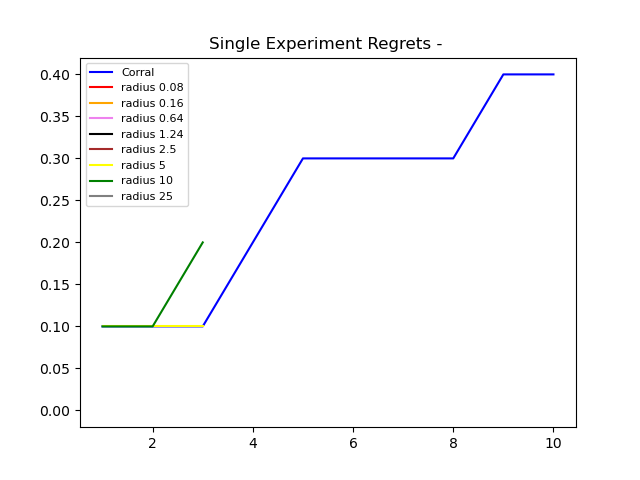 Single Experiment Regrets -
Corral
radius 0.08
radius 0.16
radius 0.64
radius 1.24
radius 2.5
radius 5
radius 10
radius 25
0.40
0.35
0.30
0.25
0.20
0.15
0.10
0.05
0.00
2 4 6 8 10